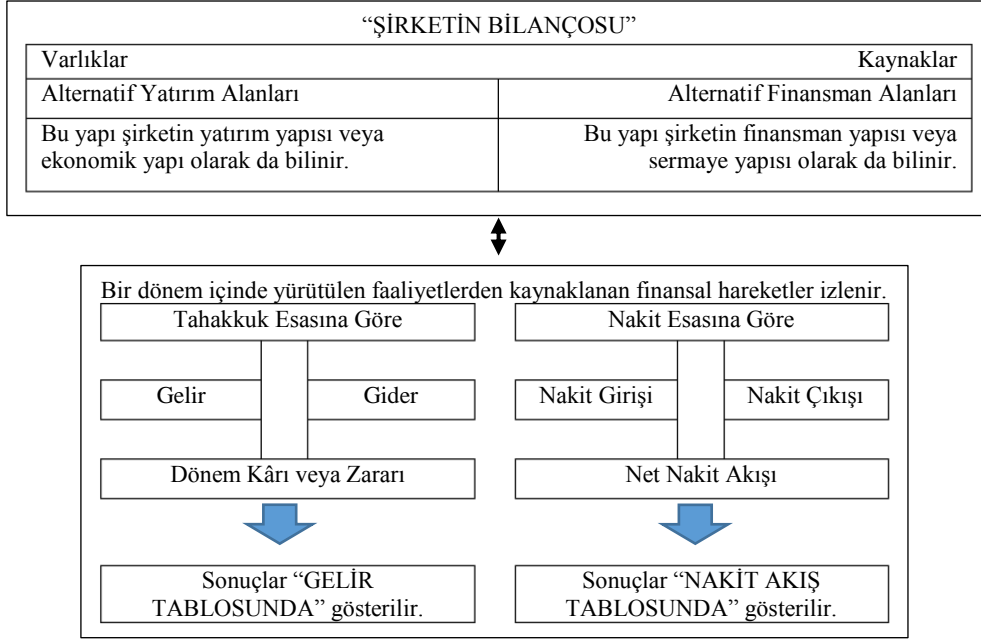 “ŞİRKETİN BİLANÇOSU”
Varlıklar Kaynaklar
Alternatif Yatırım Alanları Alternatif Finansman Alanları
Bu yapı şirketin yatırım yapısı veya
ekonomik yapı olarak da bilinir.
Bu yapı şirketin finansman yapısı veya
sermaye yapısı olarak da bilinir.
Bir dönem içinde yürütülen faaliyetlerden kaynaklanan finansal hareketler izlenir.
Tahakkuk Esasına Göre Nakit Esasına Göre
Gelir Gider Nakit Girişi Nakit Çıkışı
Dönem Kârı veya Zararı Net Nakit Akışı
Sonuçlar “GELİR
TABLOSUNDA” gösterilir.
Sonuçlar “NAKİT AKIŞ
TABLOSUNDA” gösterilir.